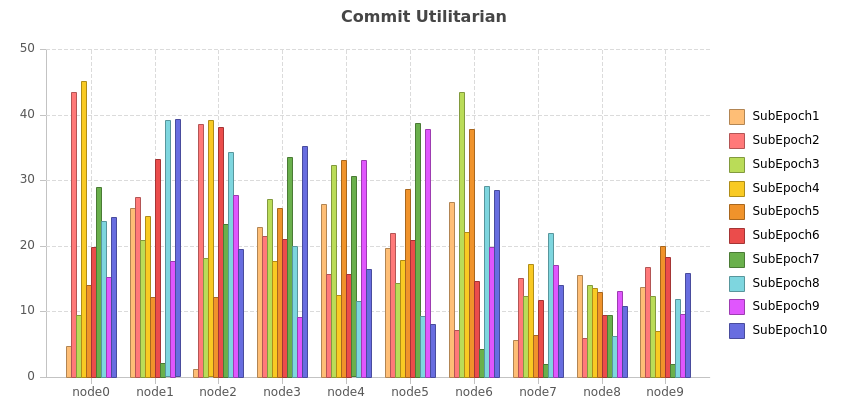 Commit Utilitarian
50
40
30
20
10
0
node0 node1 node2 node3 node4 node5 node6 node7 node8 node9
SubEpoch1
SubEpoch2
SubEpoch3
SubEpoch4
SubEpoch5
SubEpoch6
SubEpoch7
SubEpoch8
SubEpoch9
SubEpoch10